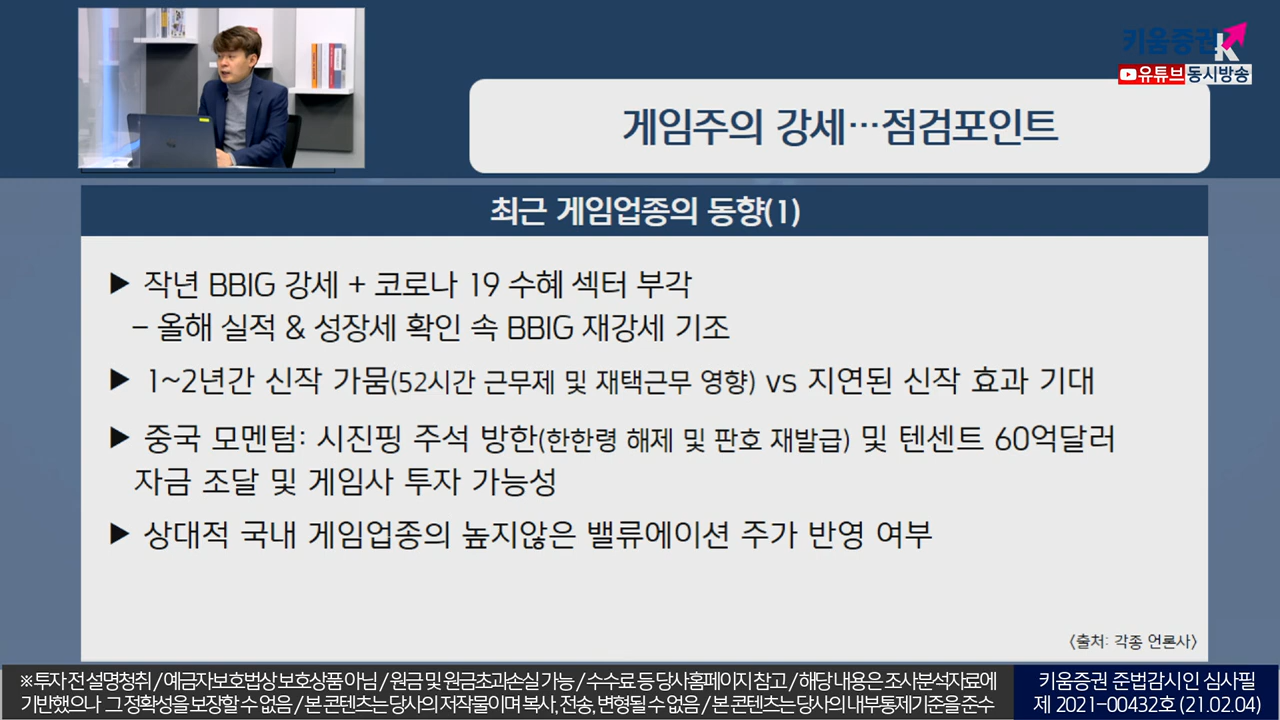 키움증권
유튜브 동시방송
게임주의 강세…점검포인트
최근 게임업종의 동향(1)
▶ 작년 BBIG 강세 + 코로나 19 수혜 섹터 부각
– 올해 실적 & 성장세 확인 속 BBIG 재강세 기조
▶ 1~2년간 신작 가뭄(52시간 근무제 및 재택근무 영향) vs 지연된 신작 효과 기대
▶ 중국 모멘텀: 시진핑 주석 방한(한한령 해제 및 판호 재발급) 및 텐센트 60억달러
자금 조달 및 게임사 투자 가능성
▶ 상대적 국내 게임업종의 높지않은 밸류에이션 주가 반영 여부
<출처: 각종 언론사>
※ 투자 전 설명청취 / 예금자보호법상 보호상품 아님 / 원금 및 원금초과손실 가능 / 수수료 등 당사홈페이지 참고 / 해당 내용은 조사분석자료에
기반했으나 그 정확성을 보장할 수 없음 / 본 콘텐츠는 당사의 저작물이며 복사, 전송, 변형될 수 없음 / 본 콘텐츠는 당사의 내부통제기준을 준수
키움증권 준법감시인 심사필
제 2021-00432호 (21.02.04)